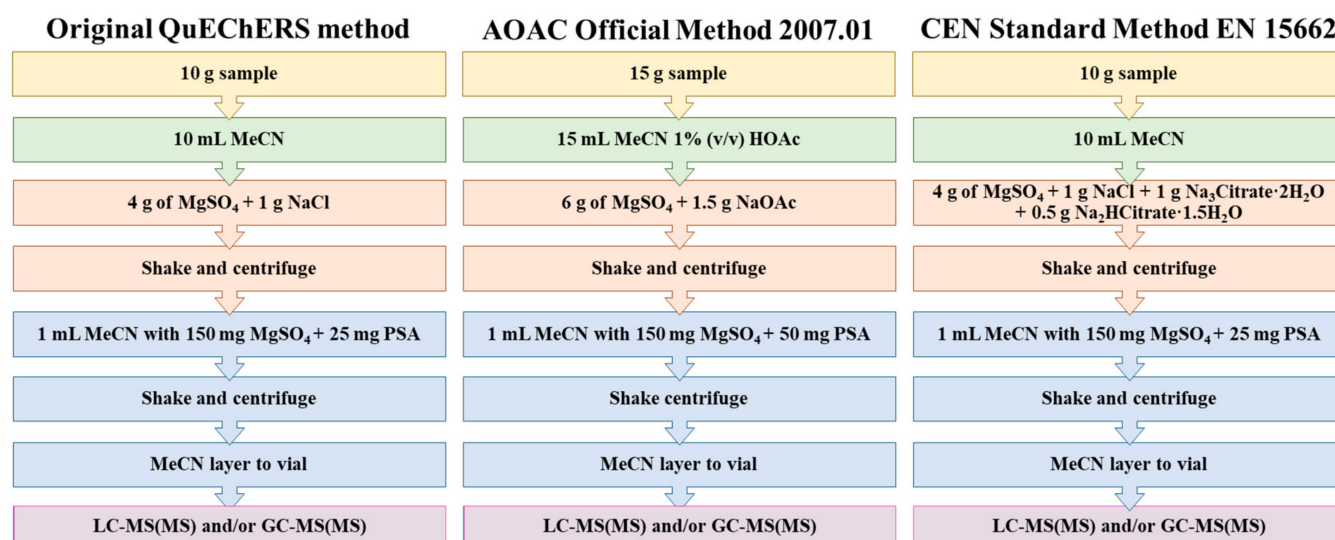 Original QuEChERS method
10 g sample
10 mL MeCN
4 g of MgSO₄ + 1 g NaCl
Shake and centrifuge
1 mL MeCN with 150 mg MgSO₄ + 25 mg PSA
Shake and centrifuge
MeCN layer to vial
LC-MS(MS) and/or GC-MS(MS)
AOAC Official Method 2007.01
15 g sample
15 mL MeCN 1% (v/v) HOAc
6 g of MgSO₄ + 1.5 g NaOAc
Shake and centrifuge
1 mL MeCN with 150 mg MgSO₄ + 50 mg PSA
Shake centrifuge
MeCN layer to vial
LC-MS(MS) and/or GC-MS(MS)
CEN Standard Method EN 15662
10 g sample
10 mL MeCN
4 g of MgSO₄ + 1 g NaCl + 1 g Na₃Citrate·2H₂O
+ 0.5 g Na₂HCitrate·1.5H₂O
Shake and centrifuge
1 mL MeCN with 150 mg MgSO₄ + 25 mg PSA
Shake and centrifuge
MeCN layer to vial
LC-MS(MS) and/or GC-MS(MS)